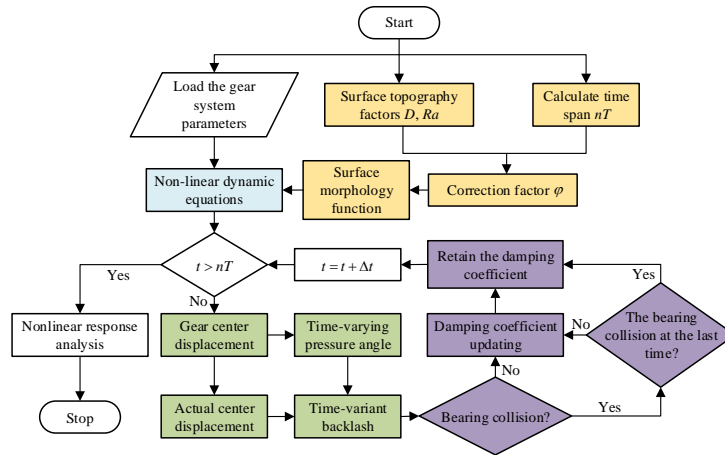 Start
Load the
gear
system
parameters
Surface topography
factors D, Ra
Calculate time
span nT
Non-linear dynamic
equations
Surface
morphology
function
Correction factor φ
t > nT
Yes
No
t = t + Δt
Retain the damping
coefficient
Yes
The
bearing
collision at the last
time?
No
Nonlinear response
analysis
Gear center
displacement
Time-varying
pressure angle
Damping coefficient
updating
No
Stop
Actual center
displacement
Time-variant
backlash
Bearing collision?
Yes